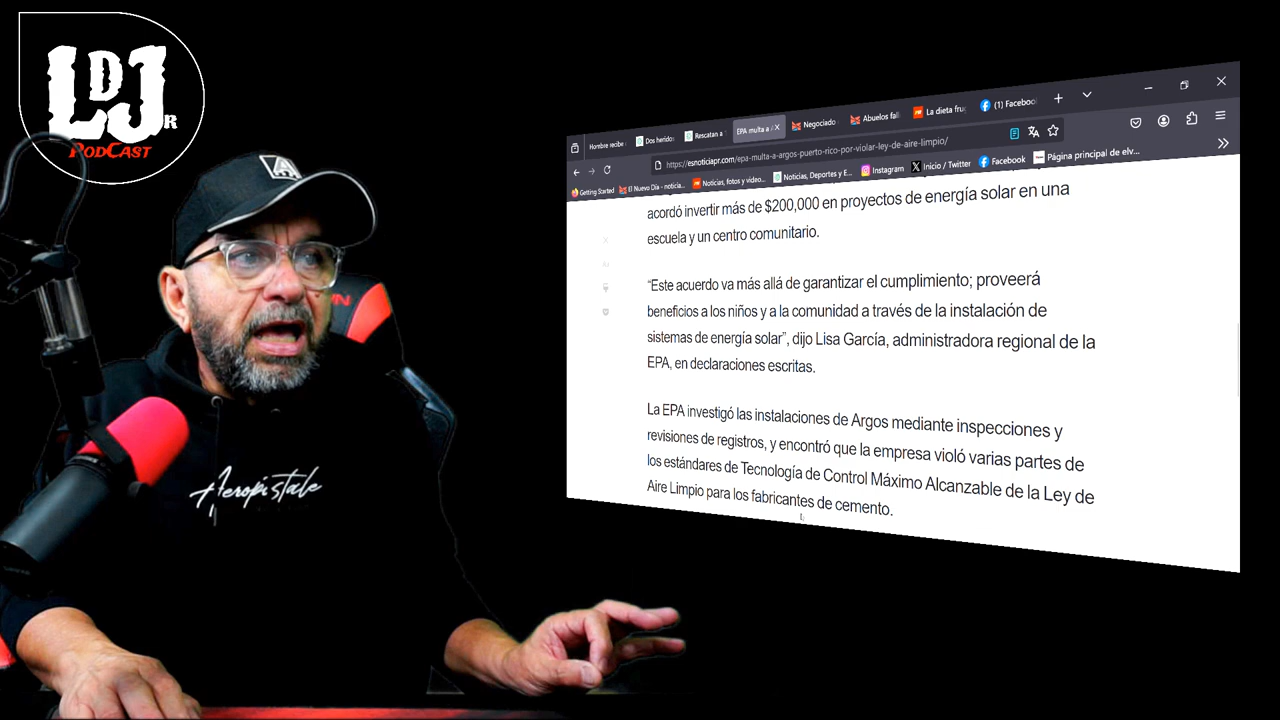 LDJR
PODCAST
Aeropostale
Hombre recibe
Dos herido
Rescatan a
EPA multa a A
Negociado
Abuelos fal
La dieta fru
(1) Faceboo
https://esnoticiapr.com/epa-multa-a-argos-puerto-rico-por-violar-ley-de-aire-limpio/
Getting Started
El Nuevo Día - noticia...
Noticias, fotos y video...
Noticias, Deportes y E...
Instagram
Inicio / Twitter
Facebook
Página principal de elv...
acordó invertir más de $200,000 en proyectos de energía solar en una
escuela y un centro comunitario.
“Este acuerdo va más allá de garantizar el cumplimiento; proveerá
beneficios a los niños y a la comunidad a través de la instalación de
sistemas de energía solar”, dijo Lisa García, administradora regional de la
EPA, en declaraciones escritas.
La EPA investigó las instalaciones de Argos mediante inspecciones y
revisiones de registros, y encontró que la empresa violó varias partes de
los estándares de Tecnología de Control Máximo Alcanzable de la Ley de
Aire Limpio para los fabricantes de cemento.